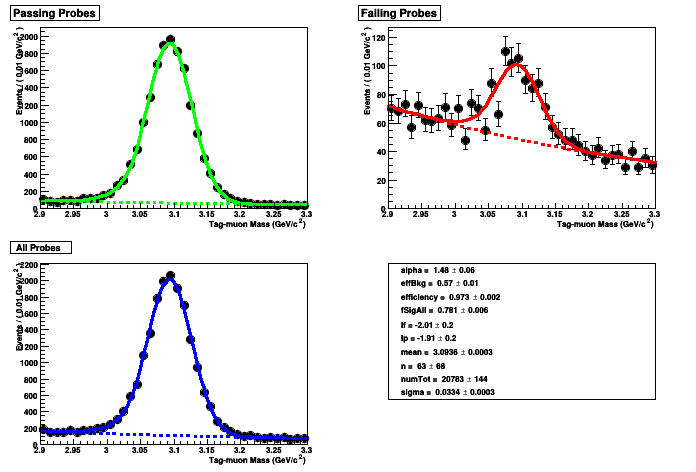 Passing Probes
Events / ( 0.01 GeV/c²)
2000
1800
1600
1400
1200
1000
800
600
400
200
0
2.9 2.95 3 3.05 3.1 3.15 3.2 3.25 3.3
Tag-muon Mass (GeV/c²)
Failing Probes
Events / ( 0.01 GeV/c²)
120
100
80
60
40
20
0
2.9 2.95 3 3.05 3.1 3.15 3.2 3.25 3.3
Tag-muon Mass (GeV/c²)
All Probes
Events / ( 0.01 GeV/c²)
2200
2000
1800
1600
1400
1200
1000
800
600
400
200
0
2.9 2.95 3 3.05 3.1 3.15 3.2 3.25 3.3
Tag-muon Mass (GeV/c²)
alpha = 1.48 ± 0.06
effBkg = 0.57 ± 0.01
efficiency = 0.973 ± 0.002
fSigAll = 0.781 ± 0.006
lf = -2.01 ± 0.2
lp = -1.91 ± 0.2
mean = 3.0936 ± 0.0003
n = 63 ± 68
numTot = 20783 ± 144
sigma = 0.0334 ± 0.0003